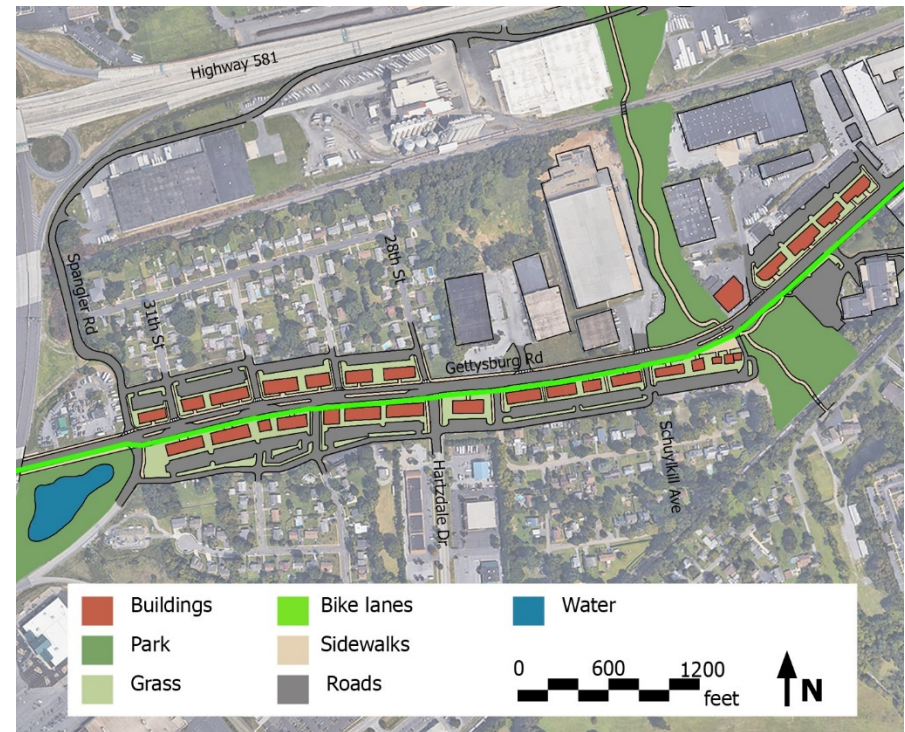 Highway 581
28th St
Spangler Rd
31th St
Gettysburg Rd
Hartzdale Dr
Schuylkill Ave
Buildings
Bike lanes
Water
Park
Sidewalks
0 600 1200
Grass
Roads
feet
N